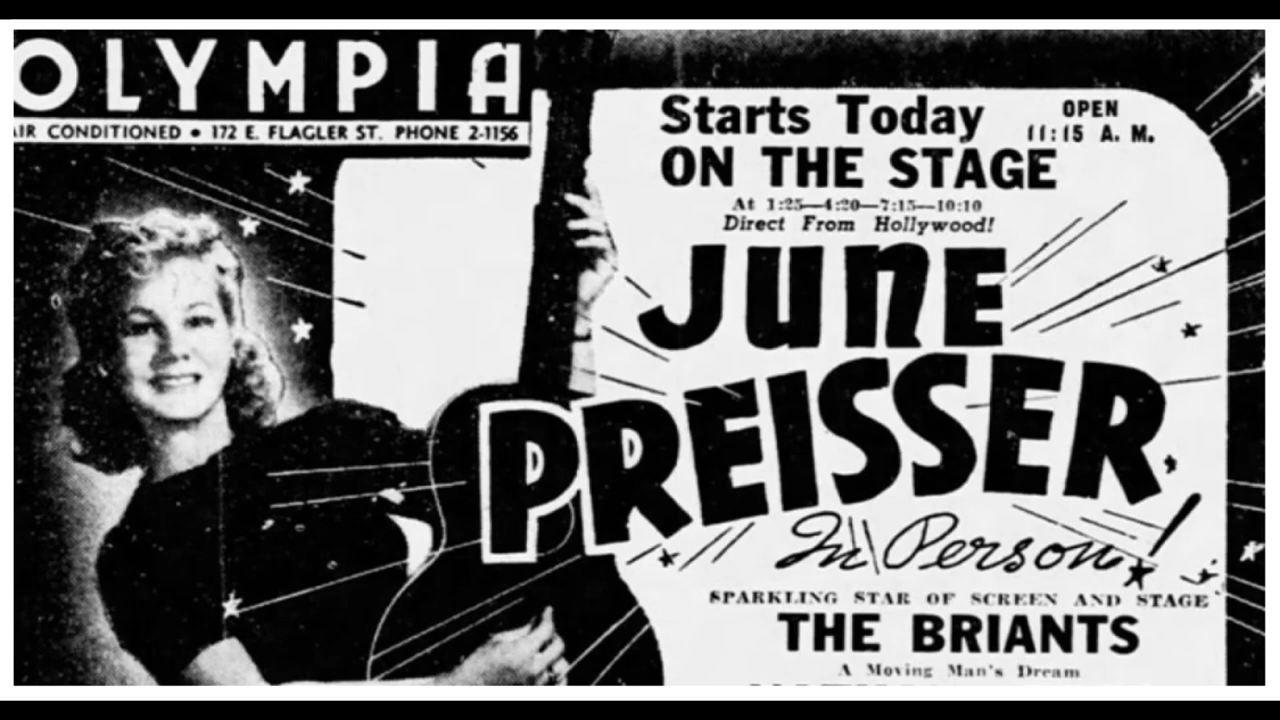 OLYMPIA
AIR CONDITIONED • 172 E. FLAGLER ST. PHONE 2-1156
Starts Today
OPEN
11:15 A. M.
ON THE STAGE
At 1:25—4:20—7:15—10:10
Direct From Hollywood!
JUNE
PREISSER
In Person!
SPARKLING STAR OF SCREEN AND STAGE
THE BRIANTS
A Moving Man's Dream